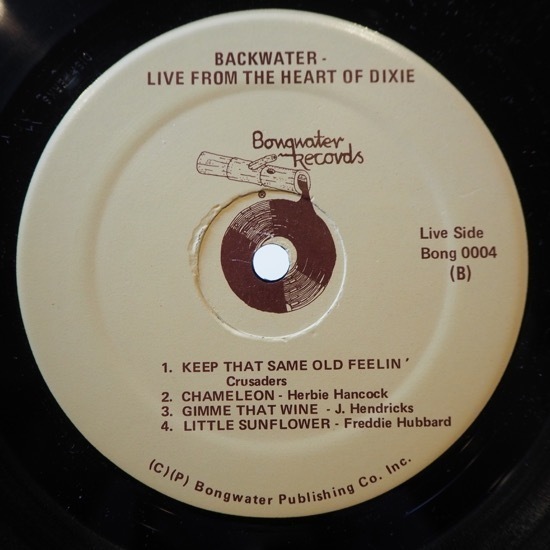 BACKWATER -
LIVE FROM THE HEART OF DIXIE
Bongwater
Records
®
Live Side
Bong 0004
(B)
1. KEEP THAT SAME OLD FEELIN'
Crusaders
2. CHAMELEON - Herbie Hancock
3. GIMME THAT WINE - J. Hendricks
4. LITTLE SUNFLOWER - Freddie Hubbard
(C)(P) Bongwater Publishing Co. Inc.